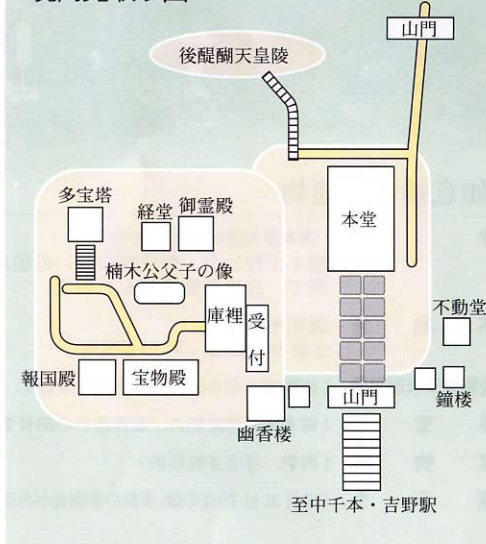 山門
後醍醐天皇陵
多宝塔
経堂
御霊殿
本堂
楠木公父子の像
庫裡
受付
不動堂
報国殿
宝物殿
幽香楼
山門
鐘楼
至中千本・吉野駅